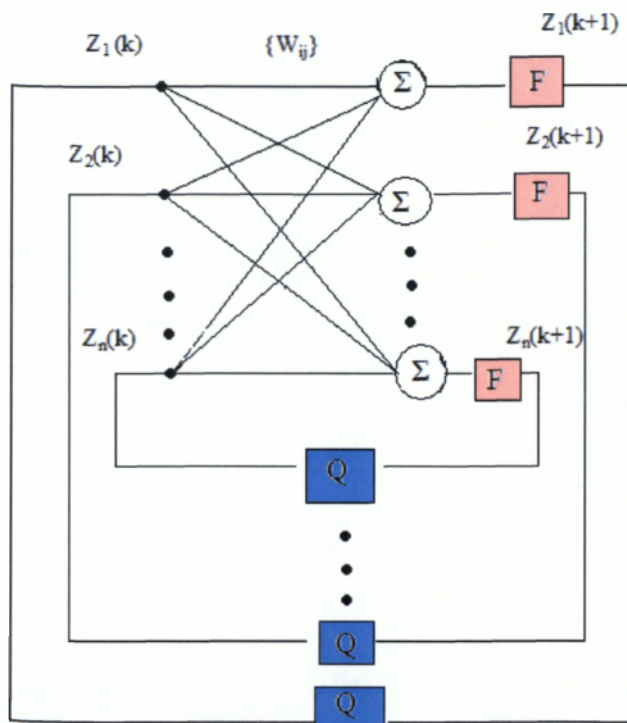 Z₁(k+1)
Z₁(k)
{Wᵢⱼ}
Σ
F
Z₂(k+1)
Z₂(k)
Σ
F
Zₙ(k)
Zₙ(k+1)
Σ
F
Q
Q
Q